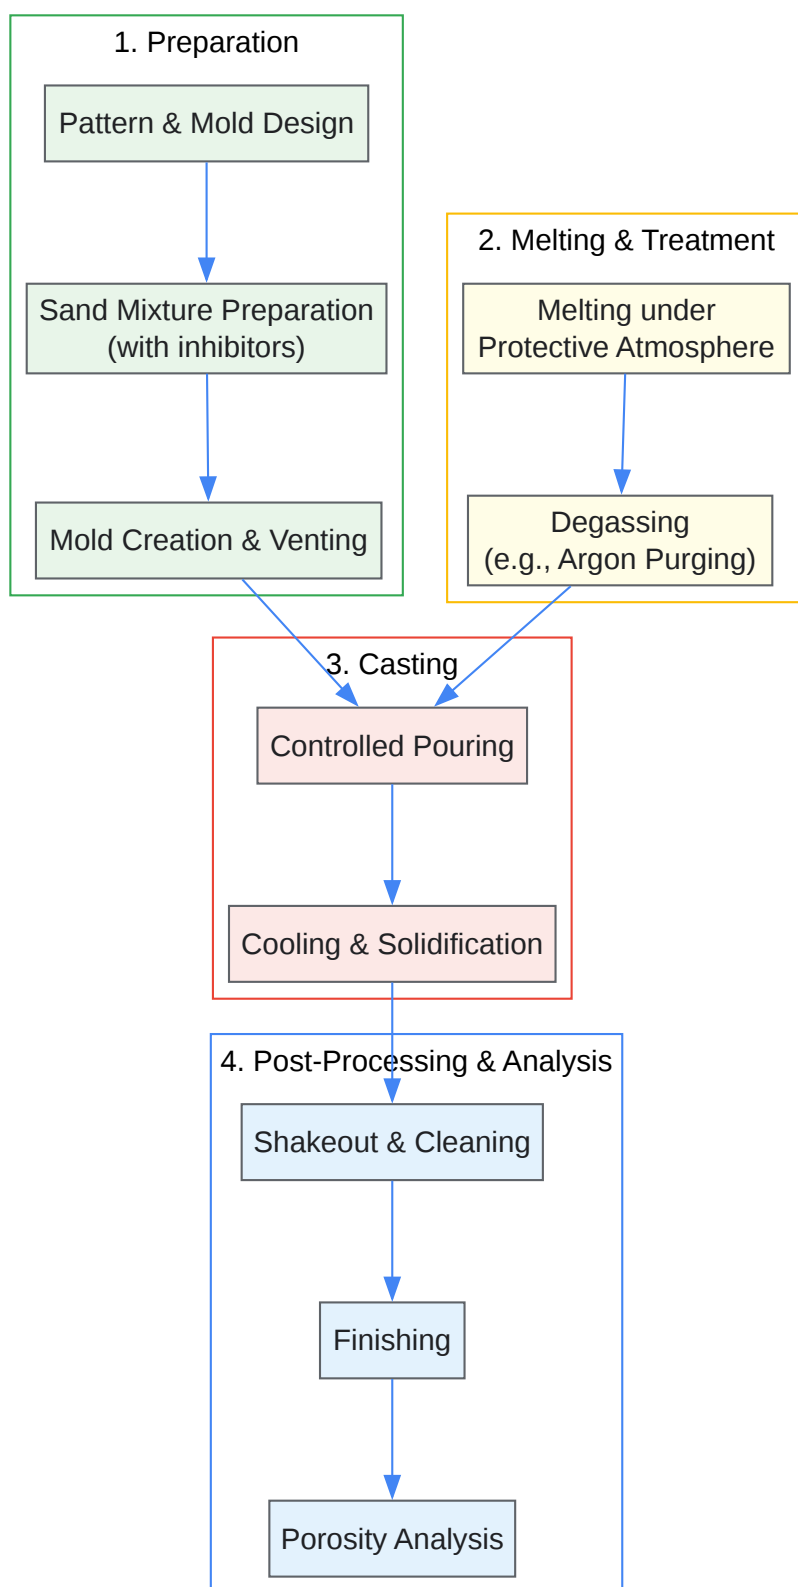 1. Preparation
Pattern & Mold Design
Sand Mixture Preparation
(with inhibitors)
Mold Creation & Venting
2. Melting & Treatment
Melting under
Protective Atmosphere
Degassing
(e.g., Argon Purging)
3. Casting
Controlled Pouring
Cooling & Solidification
4. Post-Processing & Analysis
Shakeout & Cleaning
Finishing
Porosity Analysis